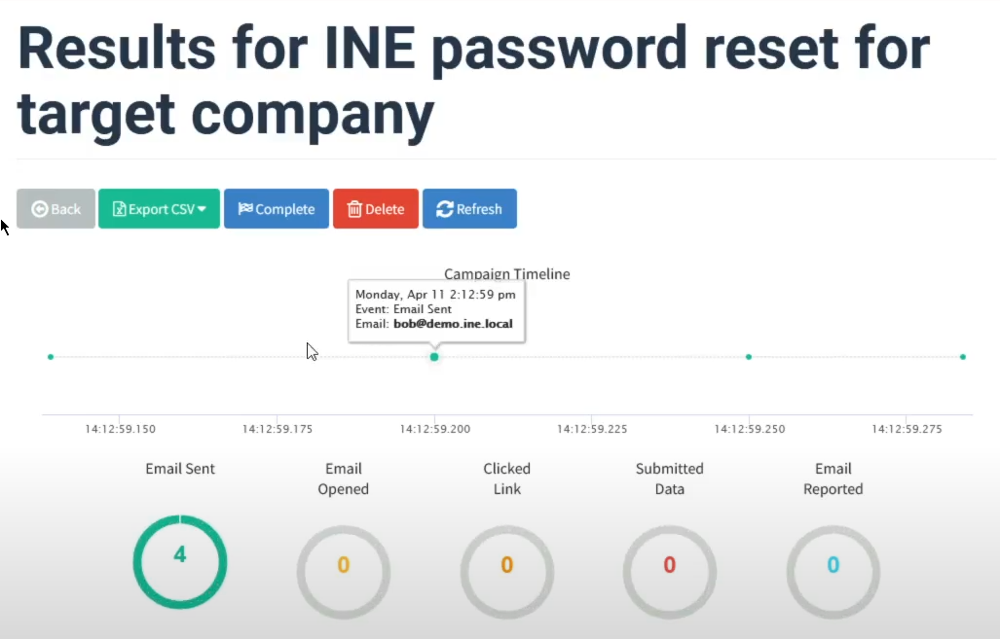 Results for INE password reset for
target company
Back
Export CSV
Complete
Delete
Refresh
Campaign Timeline
Monday, Apr 11 2:12:59 pm
Event: Email Sent
Email: bob@demo.ine.local
14:12:59.150
14:12:59.175
14:12:59.200
14:12:59.225
14:12:59.250
14:12:59.275
Email Sent
Email
Opened
Clicked
Link
Submitted
Data
Email
Reported
4
0
0
0
0